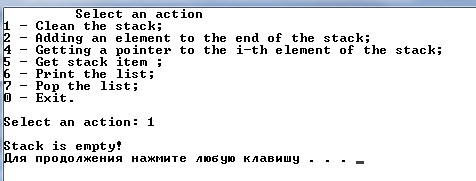 Select an action
1 - Clean the stack;
2 - Adding an element to the end of the stack;
4 - Getting a pointer to the i-th element of the stack;
5 - Get stack item ;
6 - Print the list;
7 - Pop the list;
0 - Exit.
Select an action: 1
Stack is empty!
Для продолжения нажмите любую клавишу . . .